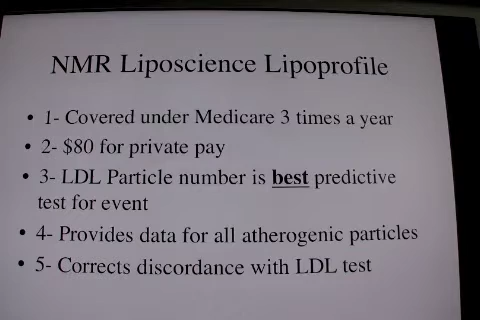 NMR Liposcience Lipoprofile
• 1- Covered under Medicare 3 times a year
• 2- $80 for private pay
• 3- LDL Particle number is best predictive
test for event
• 4- Provides data for all atherogenic particles
• 5- Corrects discordance with LDL test